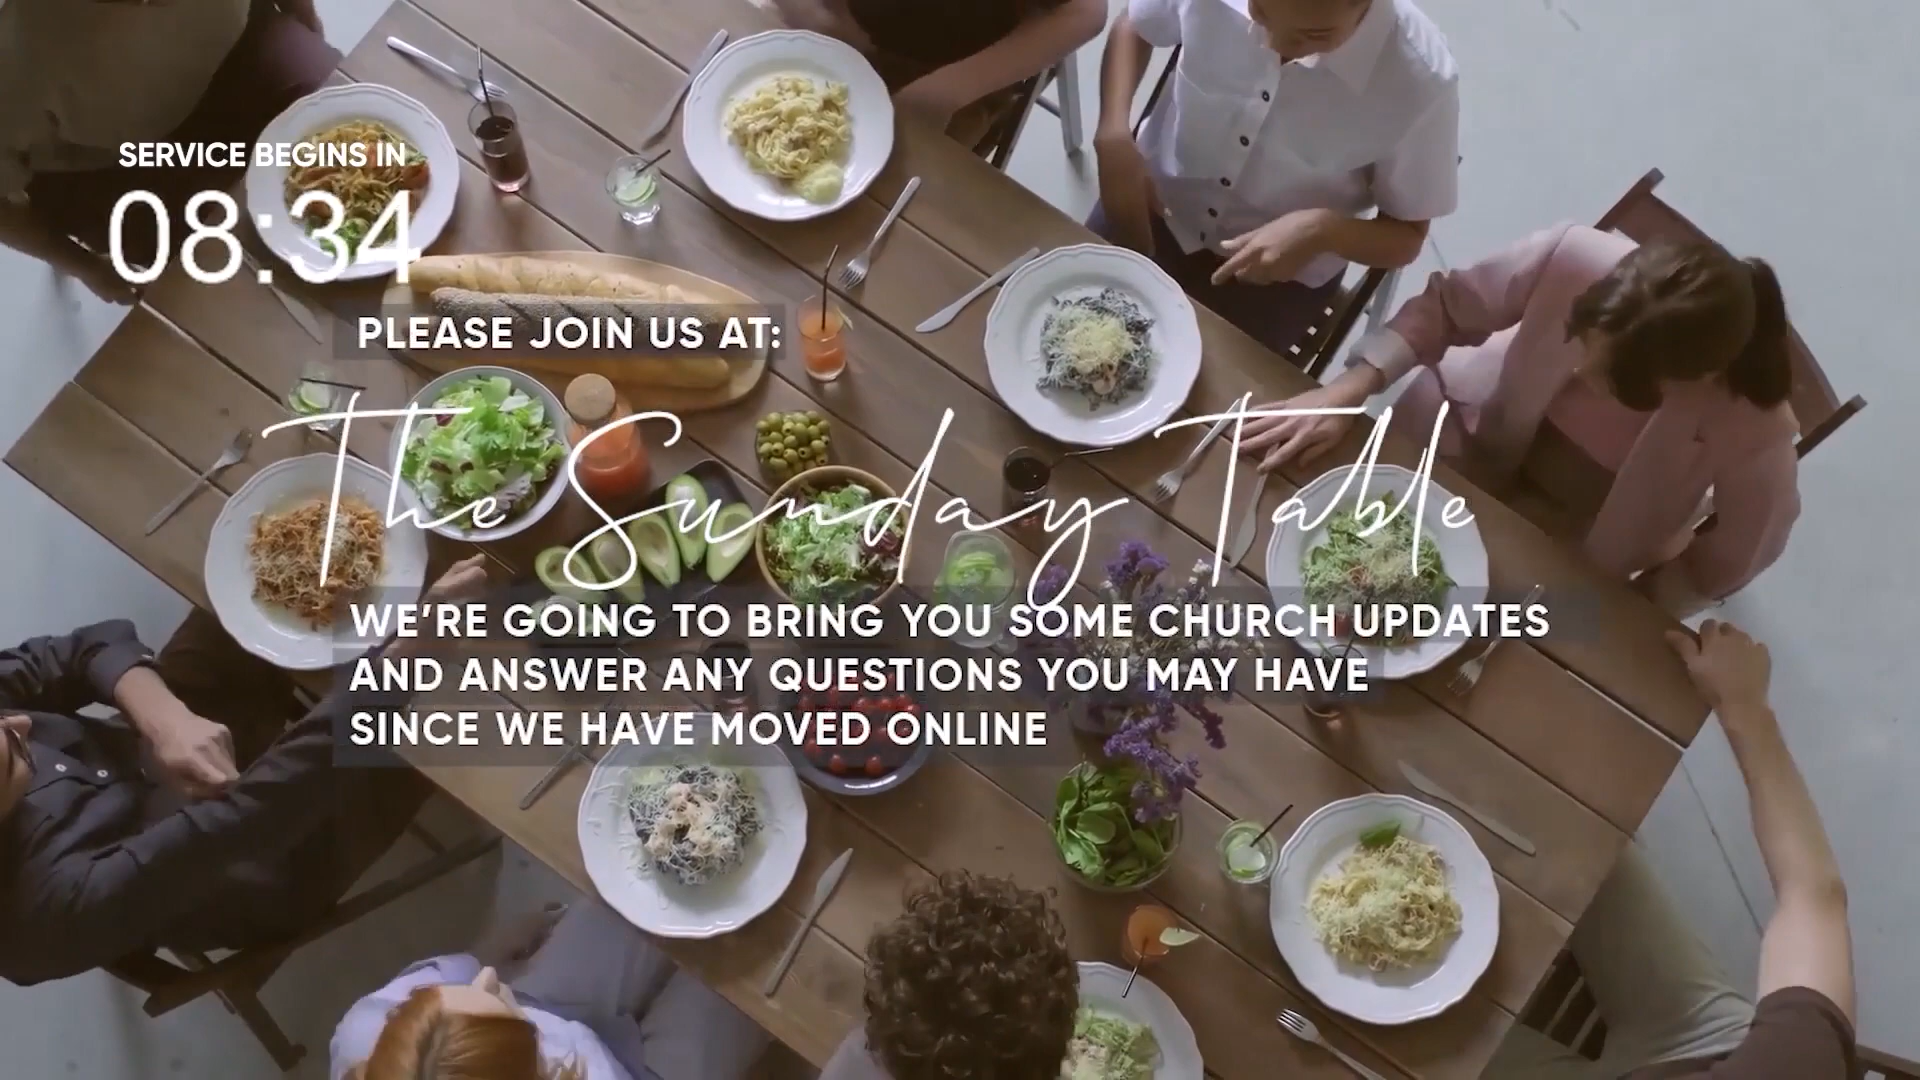 SERVICE BEGINS IN
08:34
PLEASE JOIN US AT:
The Sunday Table
WE’RE GOING TO BRING YOU SOME CHURCH UPDATES
AND ANSWER ANY QUESTIONS YOU MAY HAVE
SINCE WE HAVE MOVED ONLINE